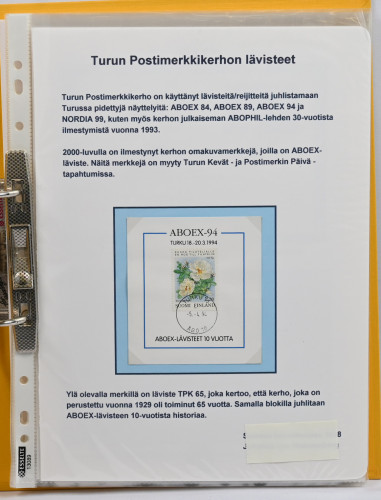 Turun Postimerkkikerhon lävisteet
Turun Postimerkkikerho on käyttänyt lävisteitä/reijitteitä juhlistamaan
Turussa pidettyjä näyttelyitä: ABOEX 84, ABOEX 89, ABOEX 94 ja
NORDIA 99, kuten myös kerhon julkaiseman ABOPHIL-lehden 30-vuotista
ilmestymistä vuonna 1993.
2000-luvulla on ilmestynyt kerhon omakuvamerkkejä, joilla on ABOEX-
läviste. Näitä merkkejä on myyty Turun Kevät - ja Postimerkin Päivä -
tapahtumissa.
ABOEX-94
TURKU 18. - 20.3.1994
SUOMI FINLAND
ABOEX-LÄVISTEET 10 VUOTTA
Yllä olevalla merkillä on läviste TPK 65, joka kertoo, että kerho, joka on
perustettu vuonna 1929 oli toiminut 65 vuotta. Samalla blokilla juhlitaan
ABOEX-lävisteen 10-vuotista historiaa.
8
ESSELTE